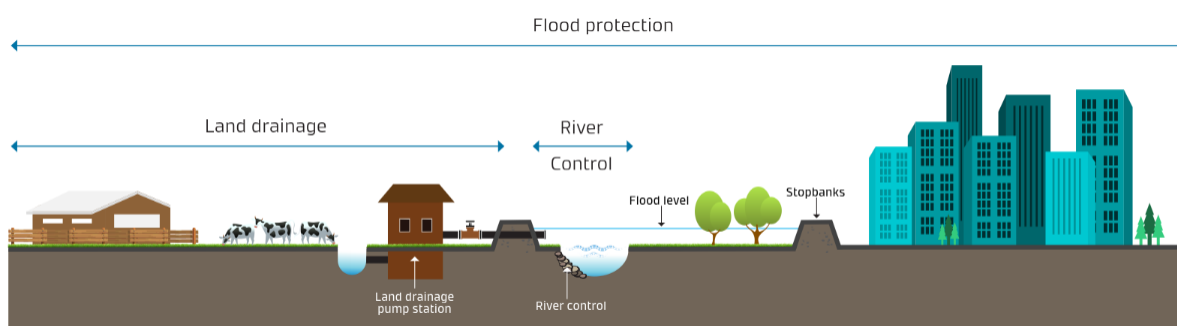 Flood protection
Land drainage
River
Control
Flood level
Stopbanks
Land drainage
pump station
River control